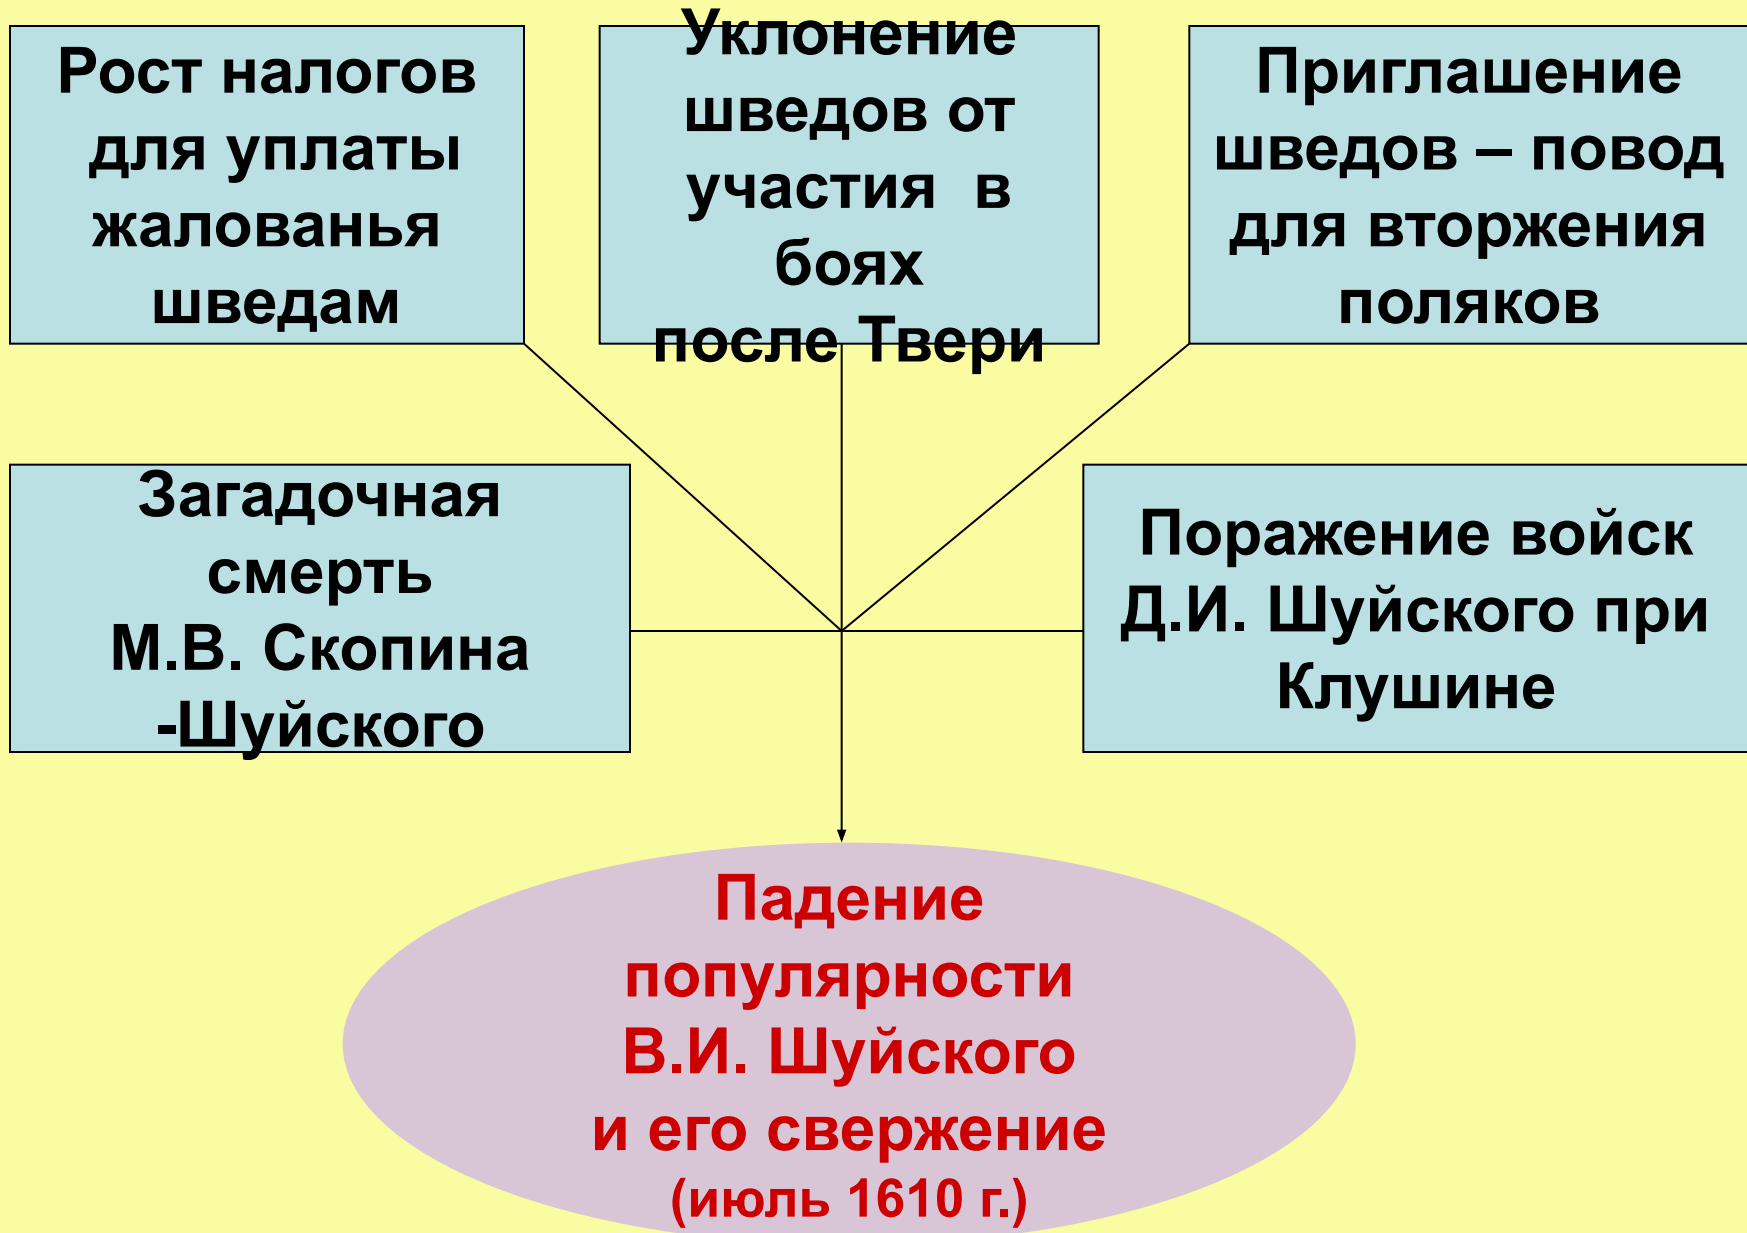 Рост налогов
для уплаты
жалованья
шведам
Уклонение
шведов от
участия  в
боях
после Твери
Приглашение
шведов – повод
для вторжения
поляков
Загадочная
смерть
М.В. Скопина
-Шуйского
Поражение войск
Д.И. Шуйского при
Клушине
Падение
популярности
В.И. Шуйского
и его свержение
(июль 1610 г.)